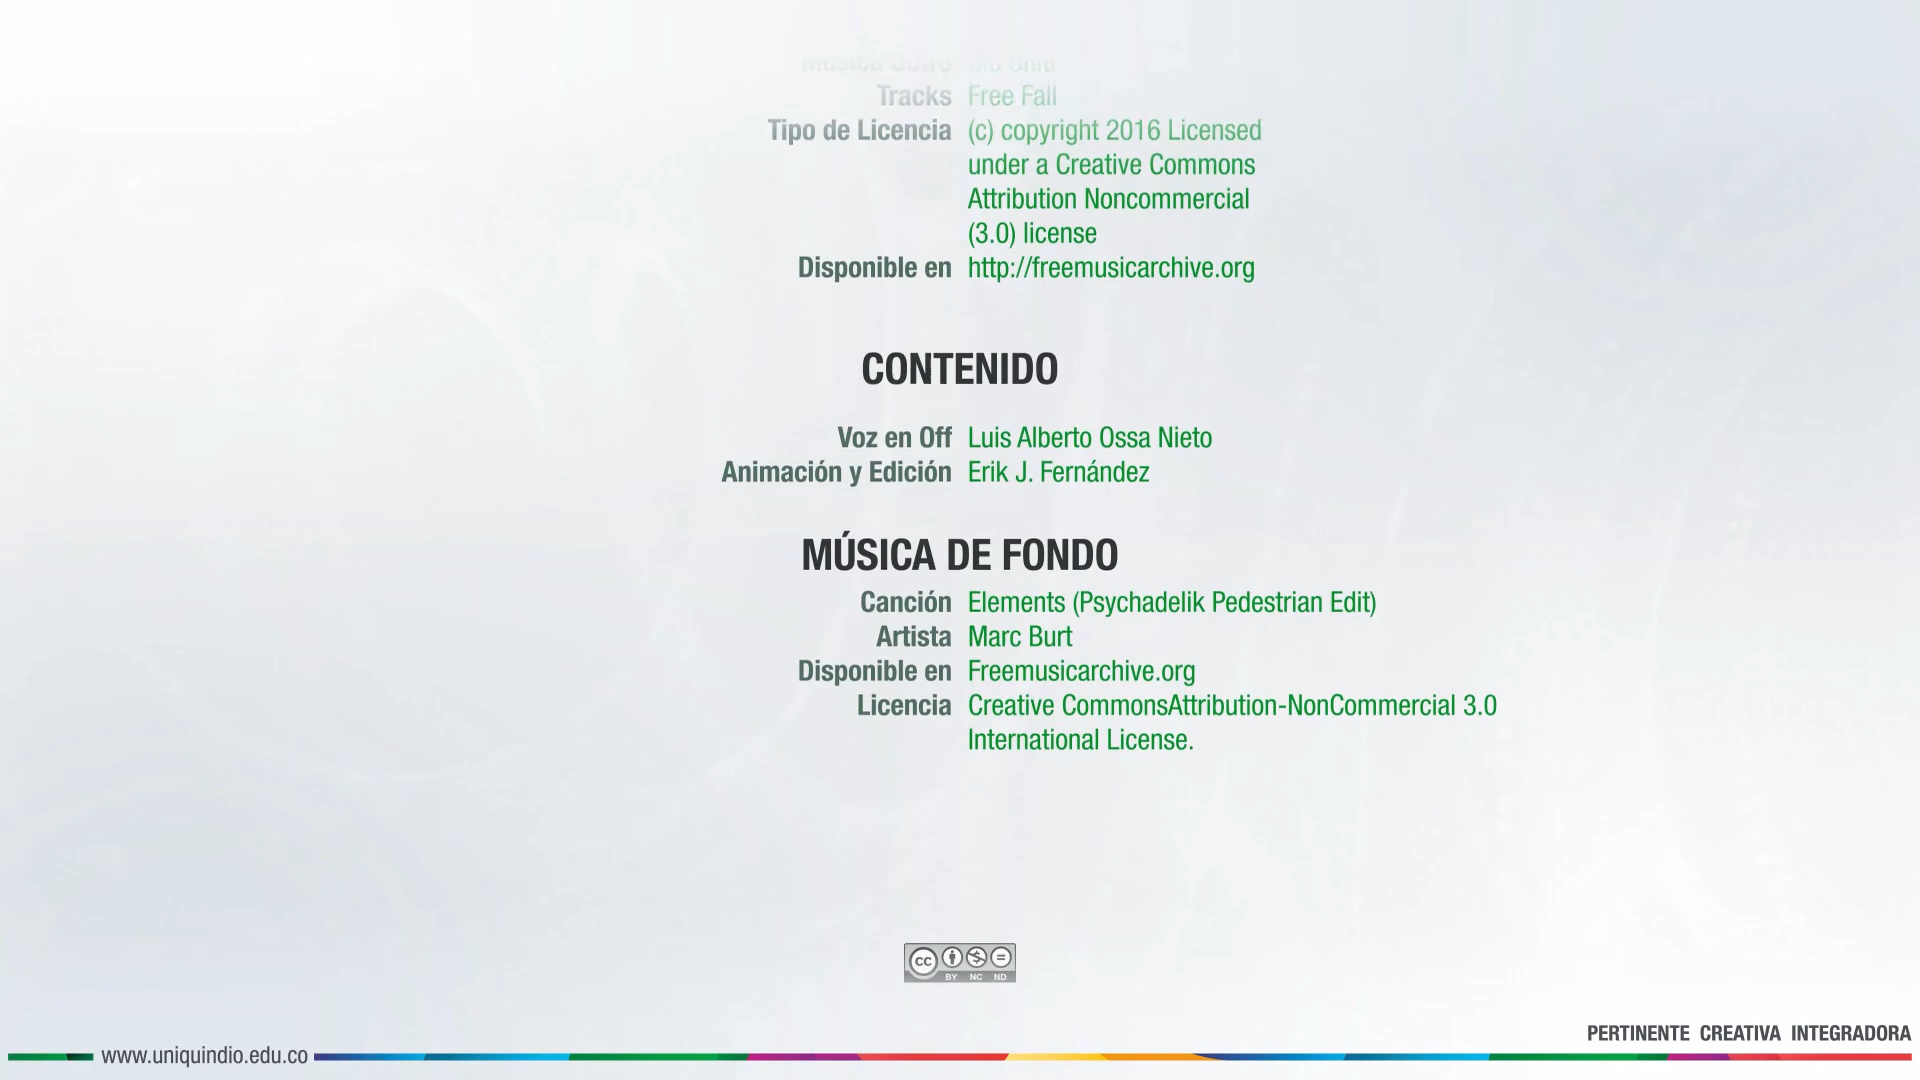 Tracks Free Fall
Tipo de Licencia (c) copyright 2016 Licensed
under a Creative Commons
Attribution Noncommercial
(3.0) license
Disponible en http://freemusicarchive.org
CONTENIDO
Voz en Off Luis Alberto Ossa Nieto
Animación y Edición Erik J. Fernández
MÚSICA DE FONDO
Canción Elements (Psychadelik Pedestrian Edit)
Artista Marc Burt
Disponible en Freemusicarchive.org
Licencia Creative CommonsAttribution-NonCommercial 3.0
International License.
cc BY NC ND
PERTINENTE CREATIVA INTEGRADORA
www.uniquindio.edu.co